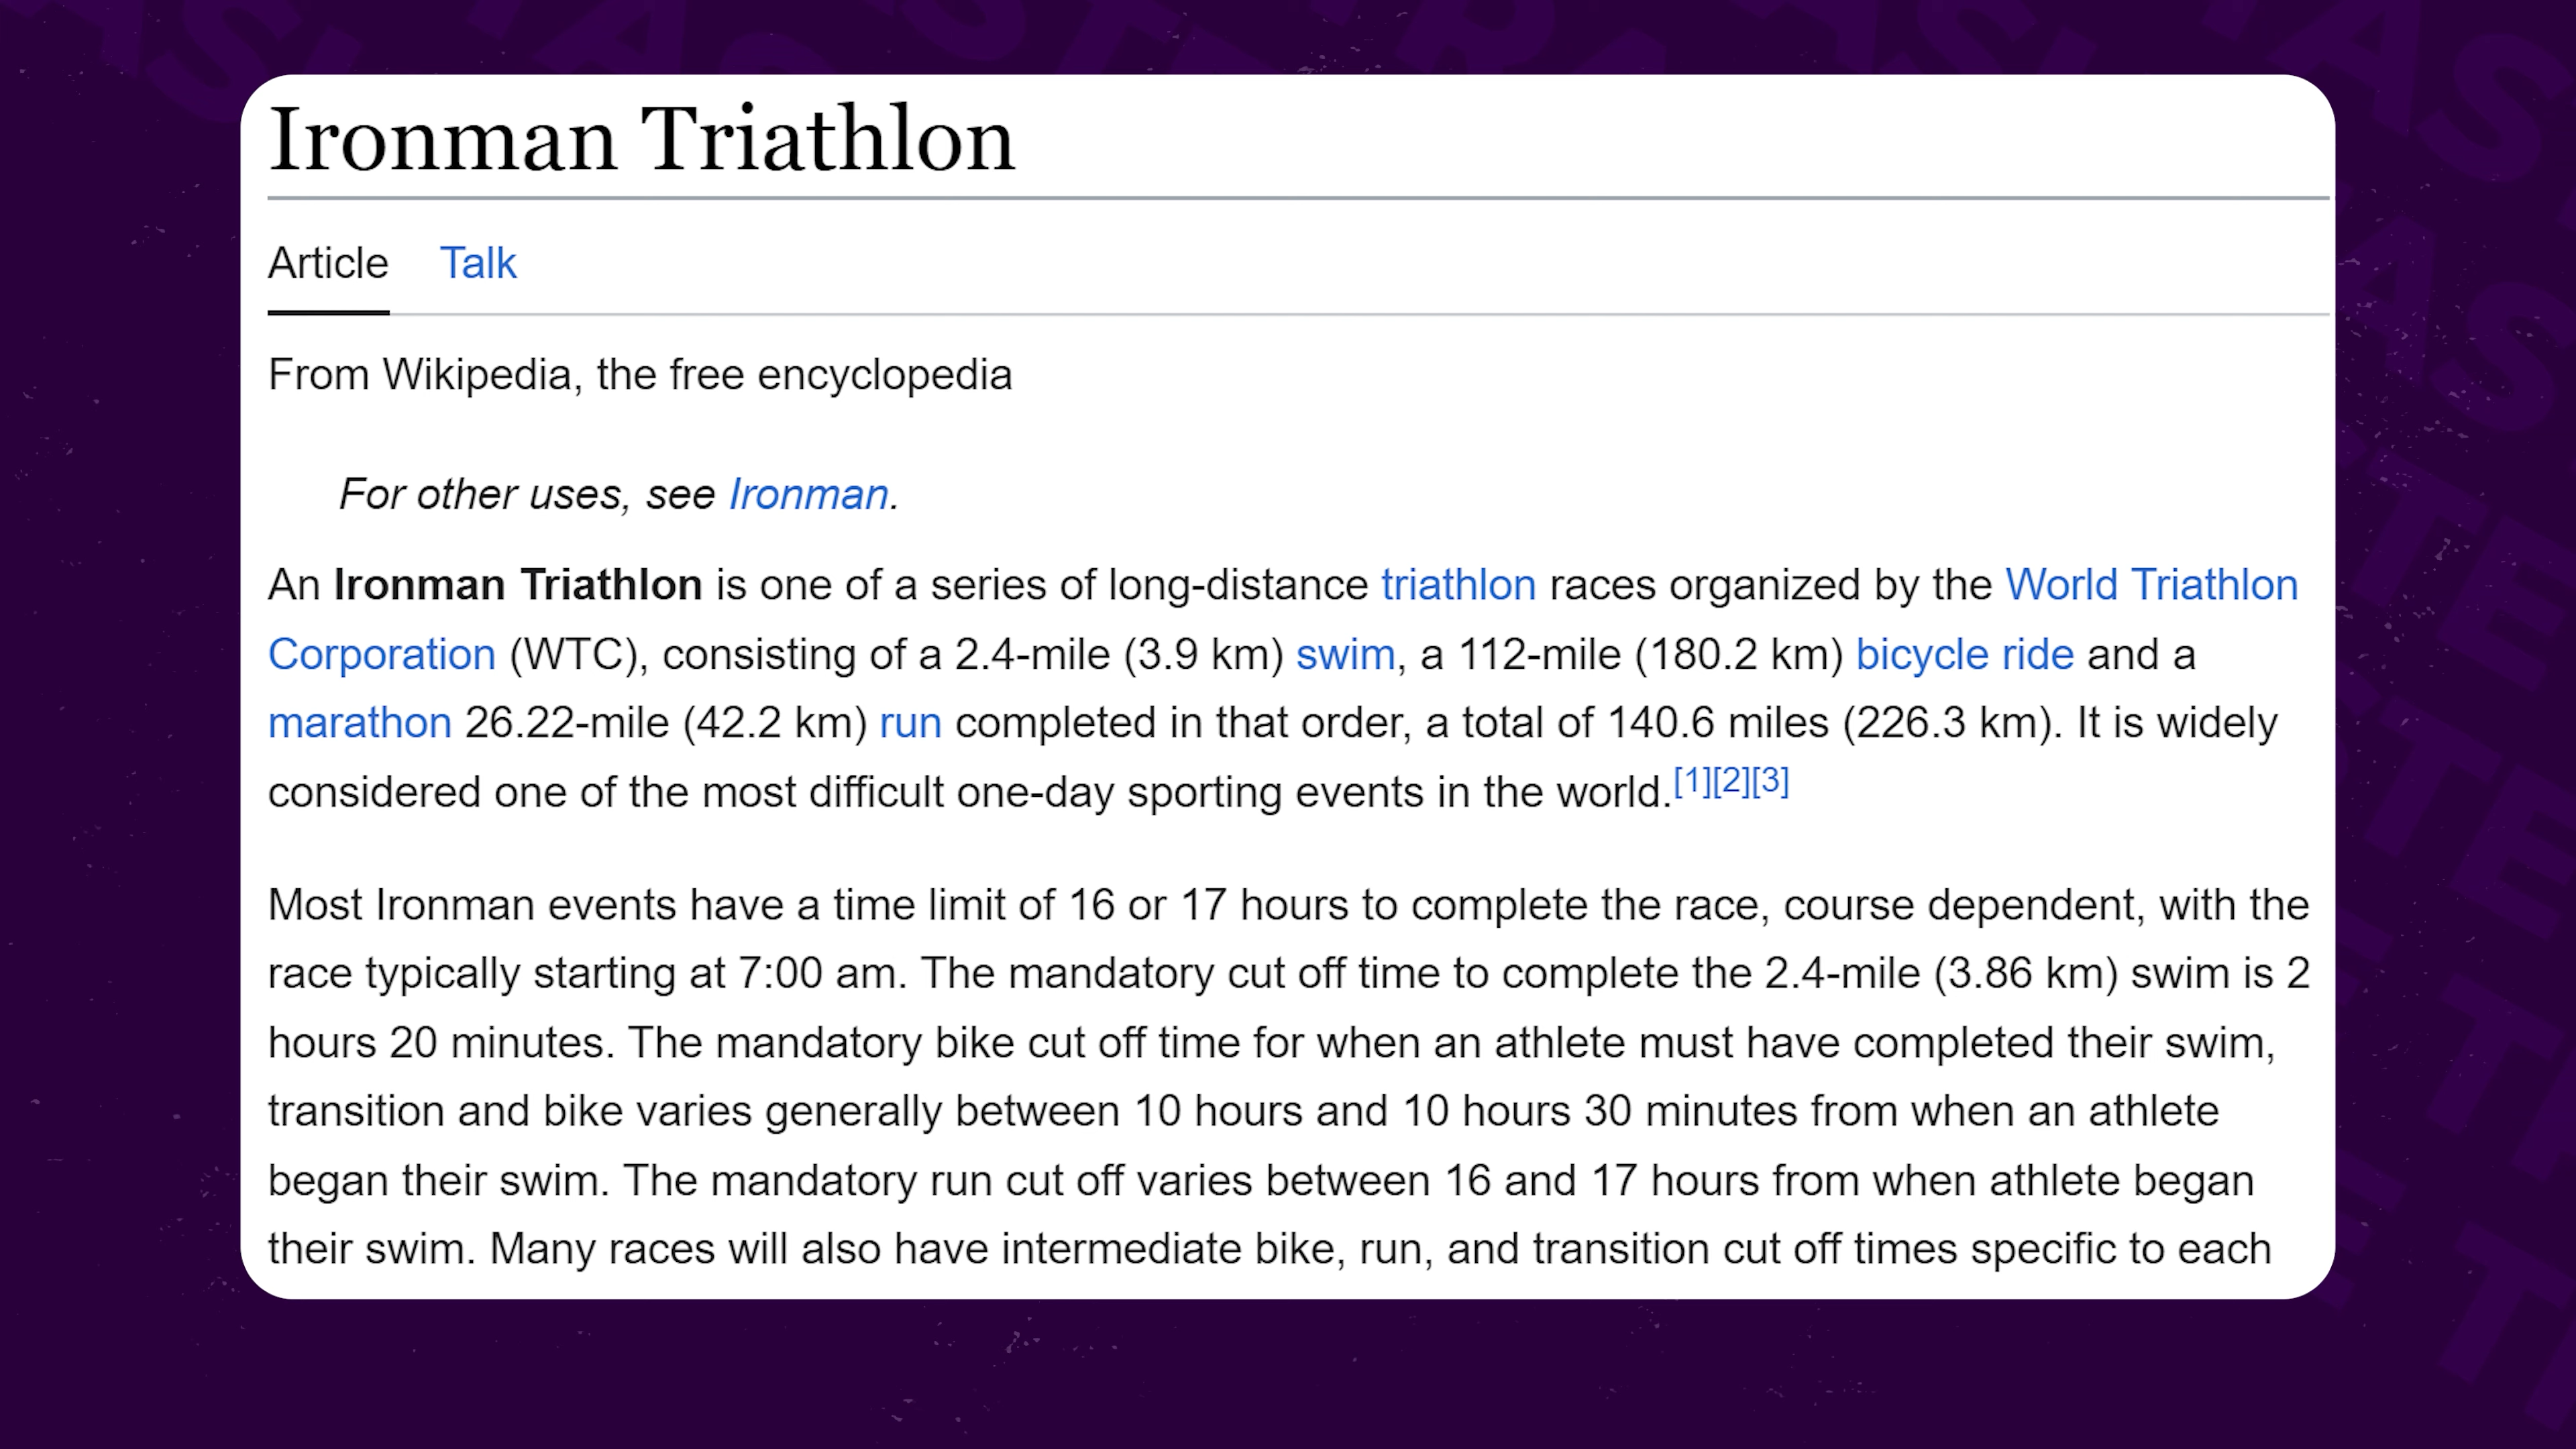 Ironman Triathlon
Article Talk
From Wikipedia, the free encyclopedia
For other uses, see Ironman.
An Ironman Triathlon is one of a series of long-distance triathlon races organized by the World Triathlon
Corporation (WTC), consisting of a 2.4-mile (3.9 km) swim, a 112-mile (180.2 km) bicycle ride and a
marathon 26.22-mile (42.2 km) run completed in that order, a total of 140.6 miles (226.3 km). It is widely
considered one of the most difficult one-day sporting events in the world.[1][2][3]
Most Ironman events have a time limit of 16 or 17 hours to complete the race, course dependent, with the
race typically starting at 7:00 am. The mandatory cut off time to complete the 2.4-mile (3.86 km) swim is 2
hours 20 minutes. The mandatory bike cut off time for when an athlete must have completed their swim,
transition and bike varies generally between 10 hours and 10 hours 30 minutes from when an athlete
began their swim. The mandatory run cut off varies between 16 and 17 hours from when athlete began
their swim. Many races will also have intermediate bike, run, and transition cut off times specific to each